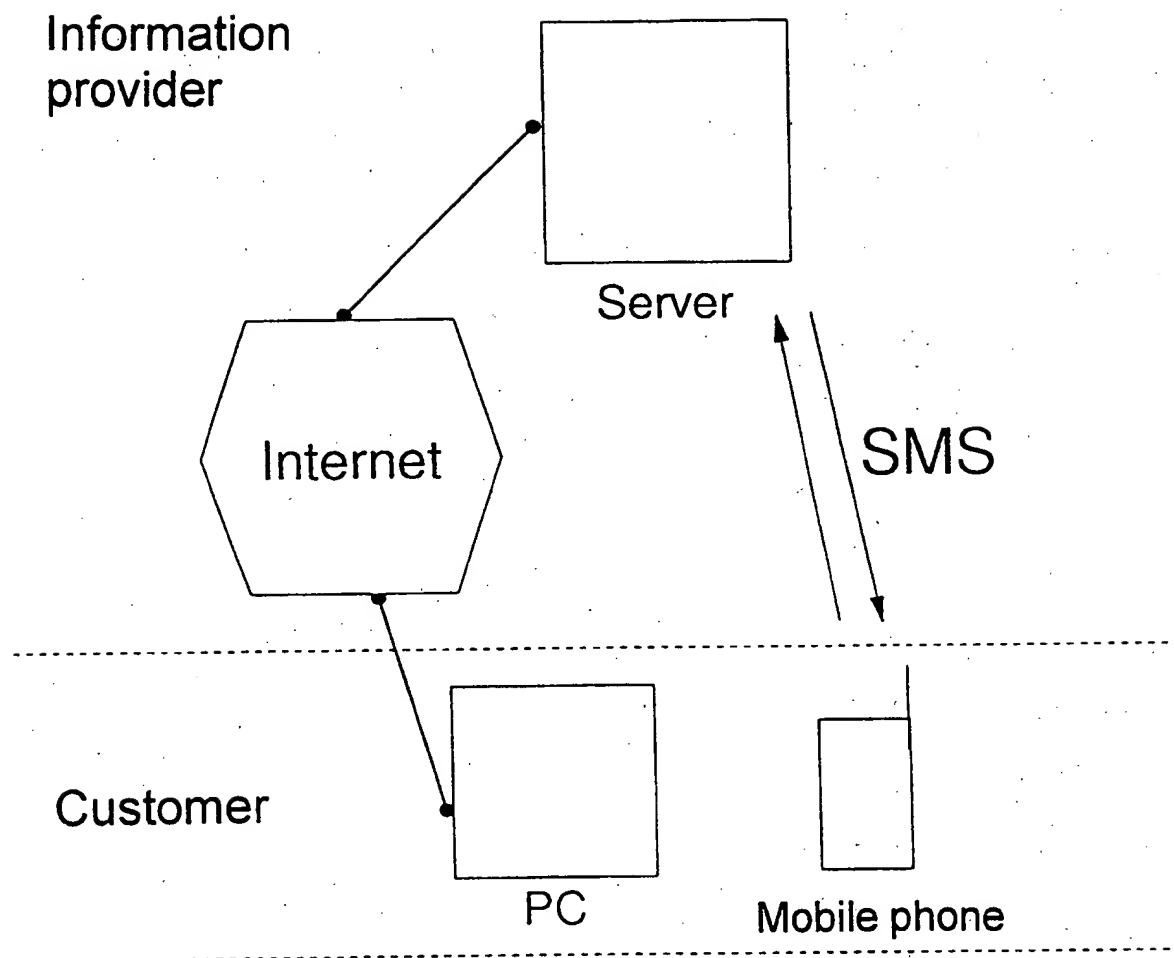 Information
provider
Server
Internet
SMS
Customer
PC
Mobile phone